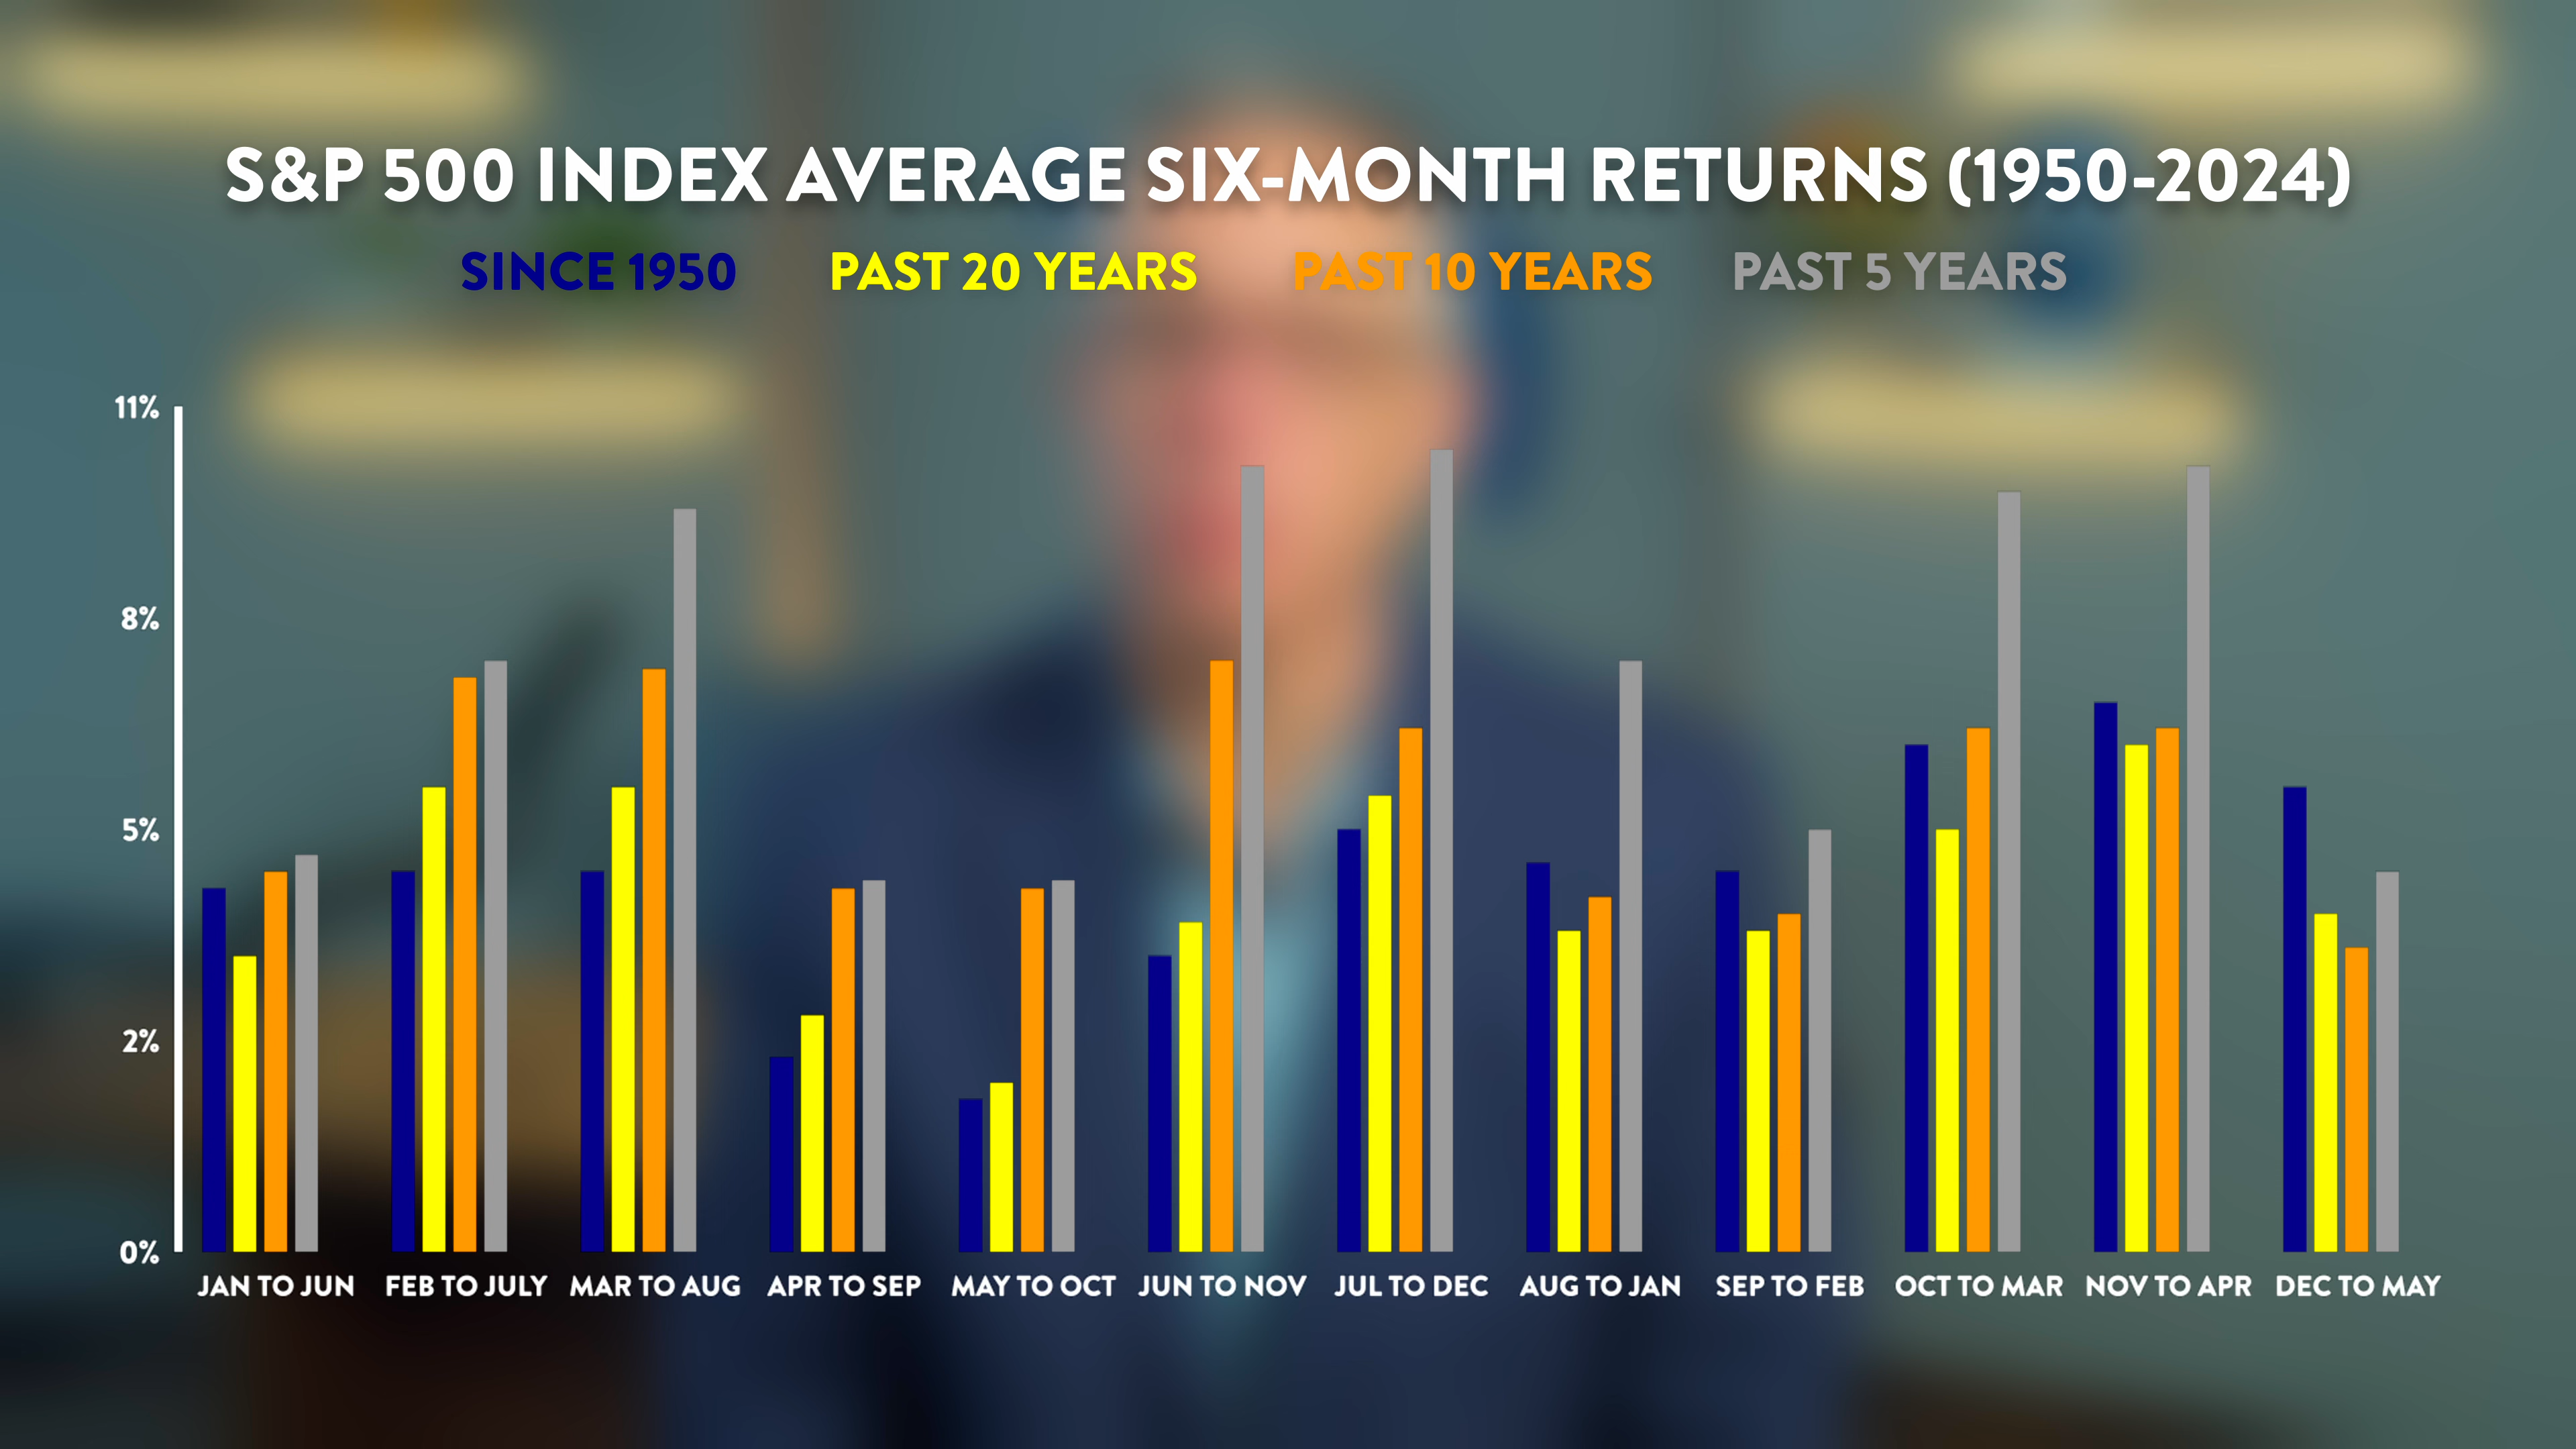 S&P 500 INDEX AVERAGE SIX-MONTH RETURNS (1950-2024)
SINCE 1950 PAST 20 YEARS PAST 10 YEARS PAST 5 YEARS
11%
8%
5%
2%
0%
JAN TO JUN FEB TO JULY MAR TO AUG APR TO SEP MAY TO OCT JUN TO NOV JUL TO DEC AUG TO JAN SEP TO FEB OCT TO MAR NOV TO APR DEC TO MAY